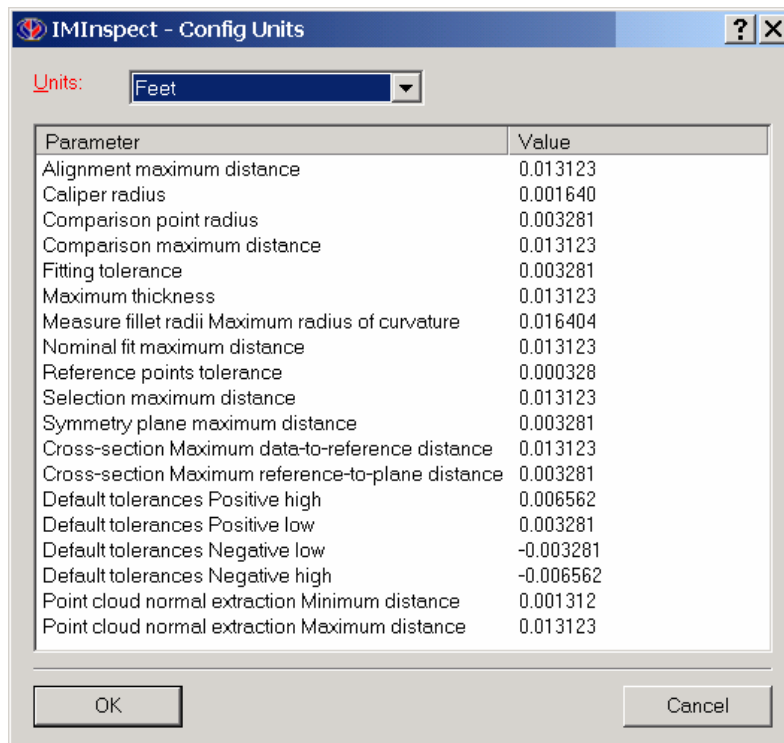 IMInspect - Config Units
Units: Feet
Parameter Value
Alignment maximum distance 0.013123
Caliper radius 0.001640
Comparison point radius 0.003281
Comparison maximum distance 0.013123
Fitting tolerance 0.003281
Maximum thickness 0.013123
Measure fillet radii Maximum radius of curvature 0.016404
Nominal fit maximum distance 0.013123
Reference points tolerance 0.000328
Selection maximum distance 0.013123
Symmetry plane maximum distance 0.003281
Cross-section Maximum data-to-reference distance 0.013123
Cross-section Maximum reference-to-plane distance 0.003281
Default tolerances Positive high 0.006562
Default tolerances Positive low 0.003281
Default tolerances Negative low -0.003281
Default tolerances Negative high -0.006562
Point cloud normal extraction Minimum distance 0.001312
Point cloud normal extraction Maximum distance 0.013123
OK Cancel